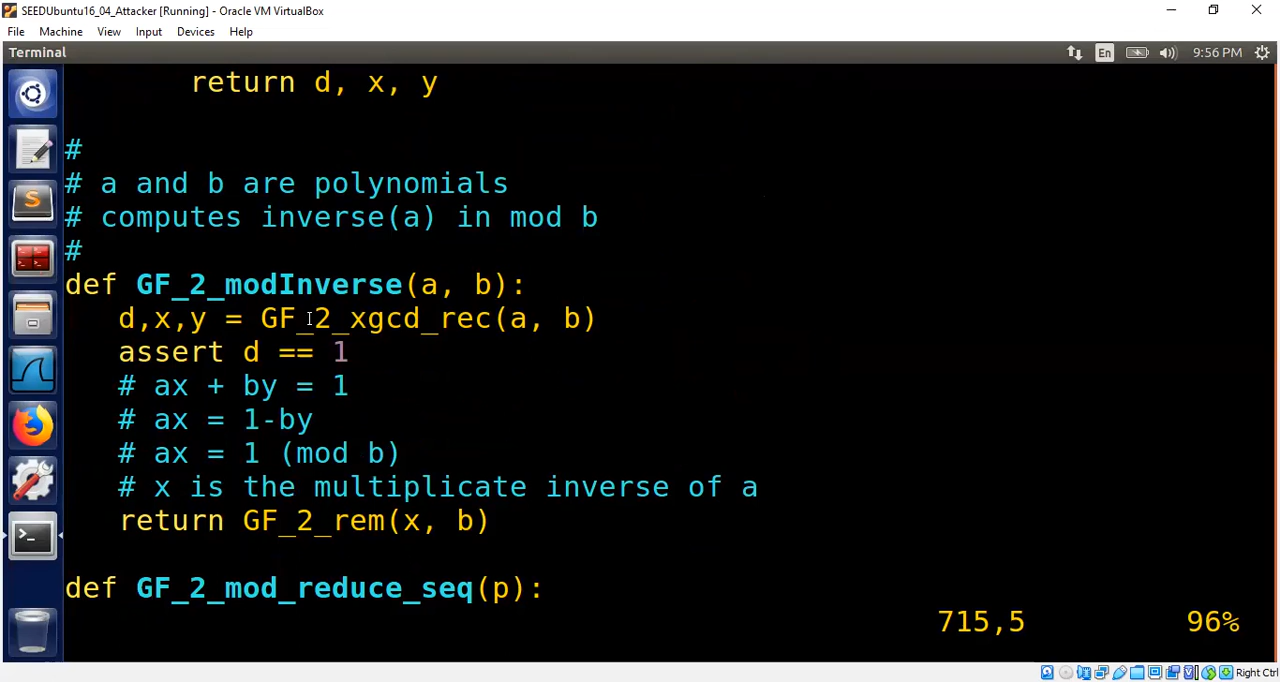 SEEDUbuntu16_04_Attacker [Running] - Oracle VM VirtualBox
File Machine View Input Devices Help
Terminal En 9:56 PM
return d, x, y
#
# a and b are polynomials
# computes inverse(a) in mod b
#
def GF_2_modInverse(a, b):
d,x,y = GF_2_xgcd_rec(a, b)
assert d == 1
# ax + by = 1
# ax = 1-by
# ax = 1 (mod b)
# x is the multiplicate inverse of a
return GF_2_rem(x, b)
def GF_2_mod_reduce_seq(p):
715,5 96%
Right Ctrl